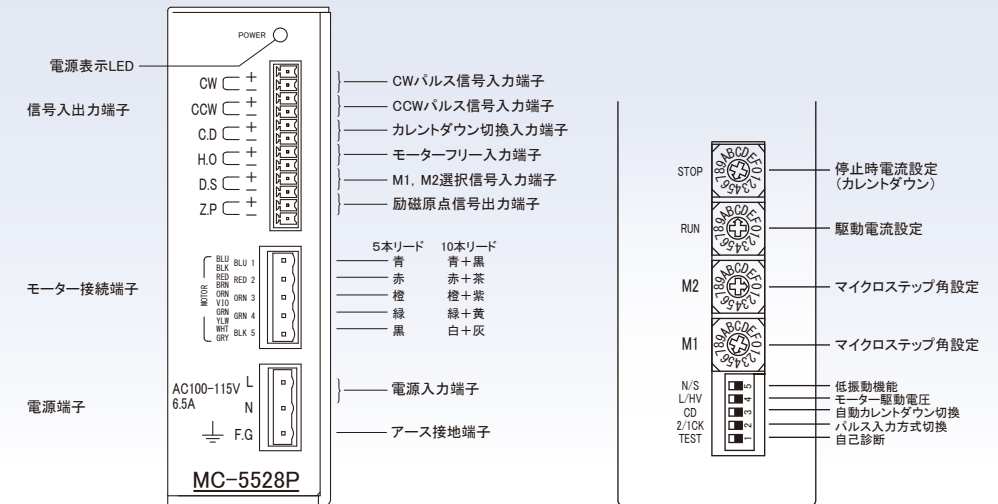 POWER
電源表示LED
信号入出力端子
CW + − CWパルス信号入力端子
CCW + − CCWパルス信号入力端子
C.D + − カレントダウン切換入力端子
H.O + − モーターフリー入力端子
D.S + − M1, M2選択信号入力端子
Z.P + − 励磁原点信号出力端子
5本リード 10本リード
モーター接続端子
MOTOR
BLU BLK BLU 1 青 青+黒
RED BRN RED 2 赤 赤+茶
ORN VIO ORN 3 橙 橙+紫
GRN YLW GRN 4 緑 緑+黄
WHT GRY BLK 5 黒 白+灰
電源端子
AC100-115V L
6.5A
N
電源入力端子
F.G アース接地端子
MC-5528P
STOP 789ABCDEF0123456 停止時電流設定
(カレントダウン)
RUN 789ABCDEF0123456 駆動電流設定
M2 789ABCDEF0123456 マイクロステップ角設定
M1 789ABCDEF0123456 マイクロステップ角設定
N/S 5 低振動機能
L/HV 4 モーター駆動電圧
CD 3 自動カレントダウン切換
2/1CK 2 パルス入力方式切換
TEST 1 自己診断